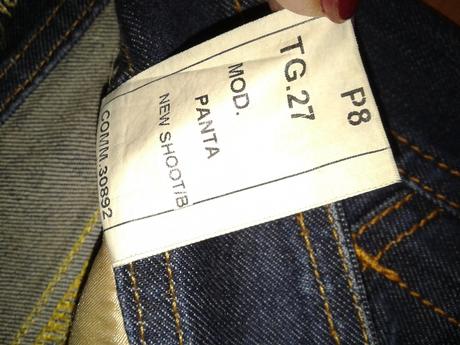 P8
TG.27
MOD.
PANTA
NEW SHOOT/B
COMM.30892